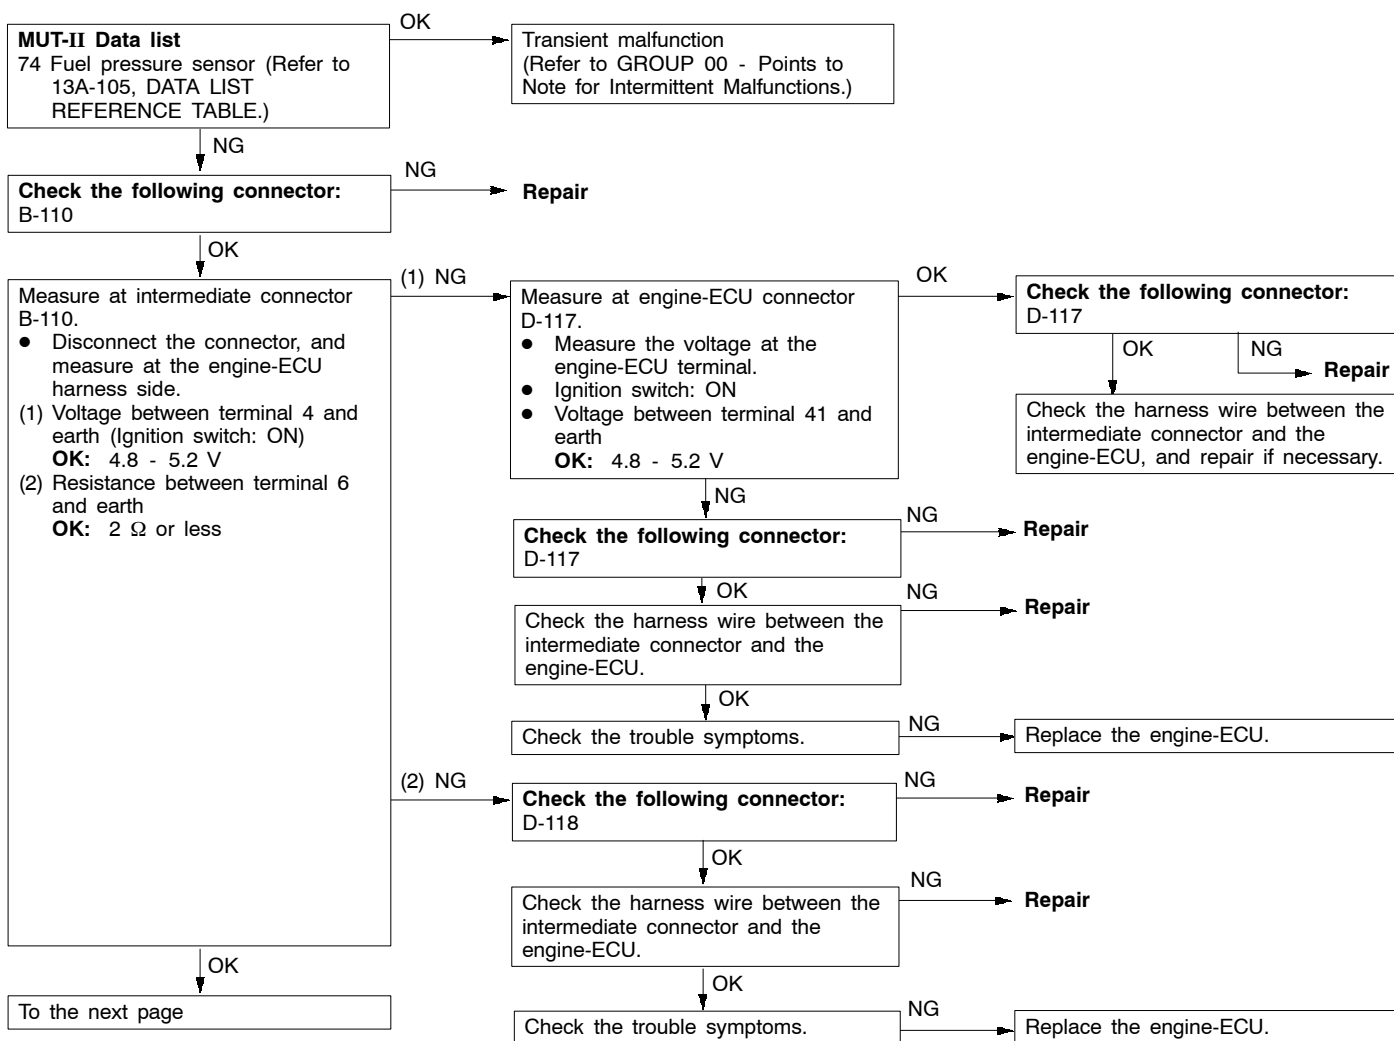 MUT-II Data list
74 Fuel pressure sensor (Refer to
13A-105, DATA LIST
REFERENCE TABLE.)
OK
Transient malfunction
(Refer to GROUP 00 - Points to
Note for Intermittent Malfunctions.)
NG
Check the following connector:
B-110
NG
Repair
OK
Measure at intermediate connector
B-110.
● Disconnect the connector, and
measure at the engine-ECU
harness side.
(1) Voltage between terminal 4 and
earth (Ignition switch: ON)
OK: 4.8 - 5.2 V
(2) Resistance between terminal 6
and earth
OK: 2 Ω or less
(1) NG
Measure at engine-ECU connector
D-117.
● Measure the voltage at the
engine-ECU terminal.
● Ignition switch: ON
● Voltage between terminal 41 and
earth
OK: 4.8 - 5.2 V
OK
Check the following connector:
D-117
OK
NG
Repair
Check the harness wire between the
intermediate connector and the
engine-ECU, and repair if necessary.
NG
Check the following connector:
D-117
NG
Repair
OK
Check the harness wire between the
intermediate connector and the
engine-ECU.
NG
Repair
OK
Check the trouble symptoms.
NG
Replace the engine-ECU.
(2) NG
Check the following connector:
D-118
NG
Repair
OK
Check the harness wire between the
intermediate connector and the
engine-ECU.
NG
Repair
OK
Check the trouble symptoms.
NG
Replace the engine-ECU.
OK
To the next page